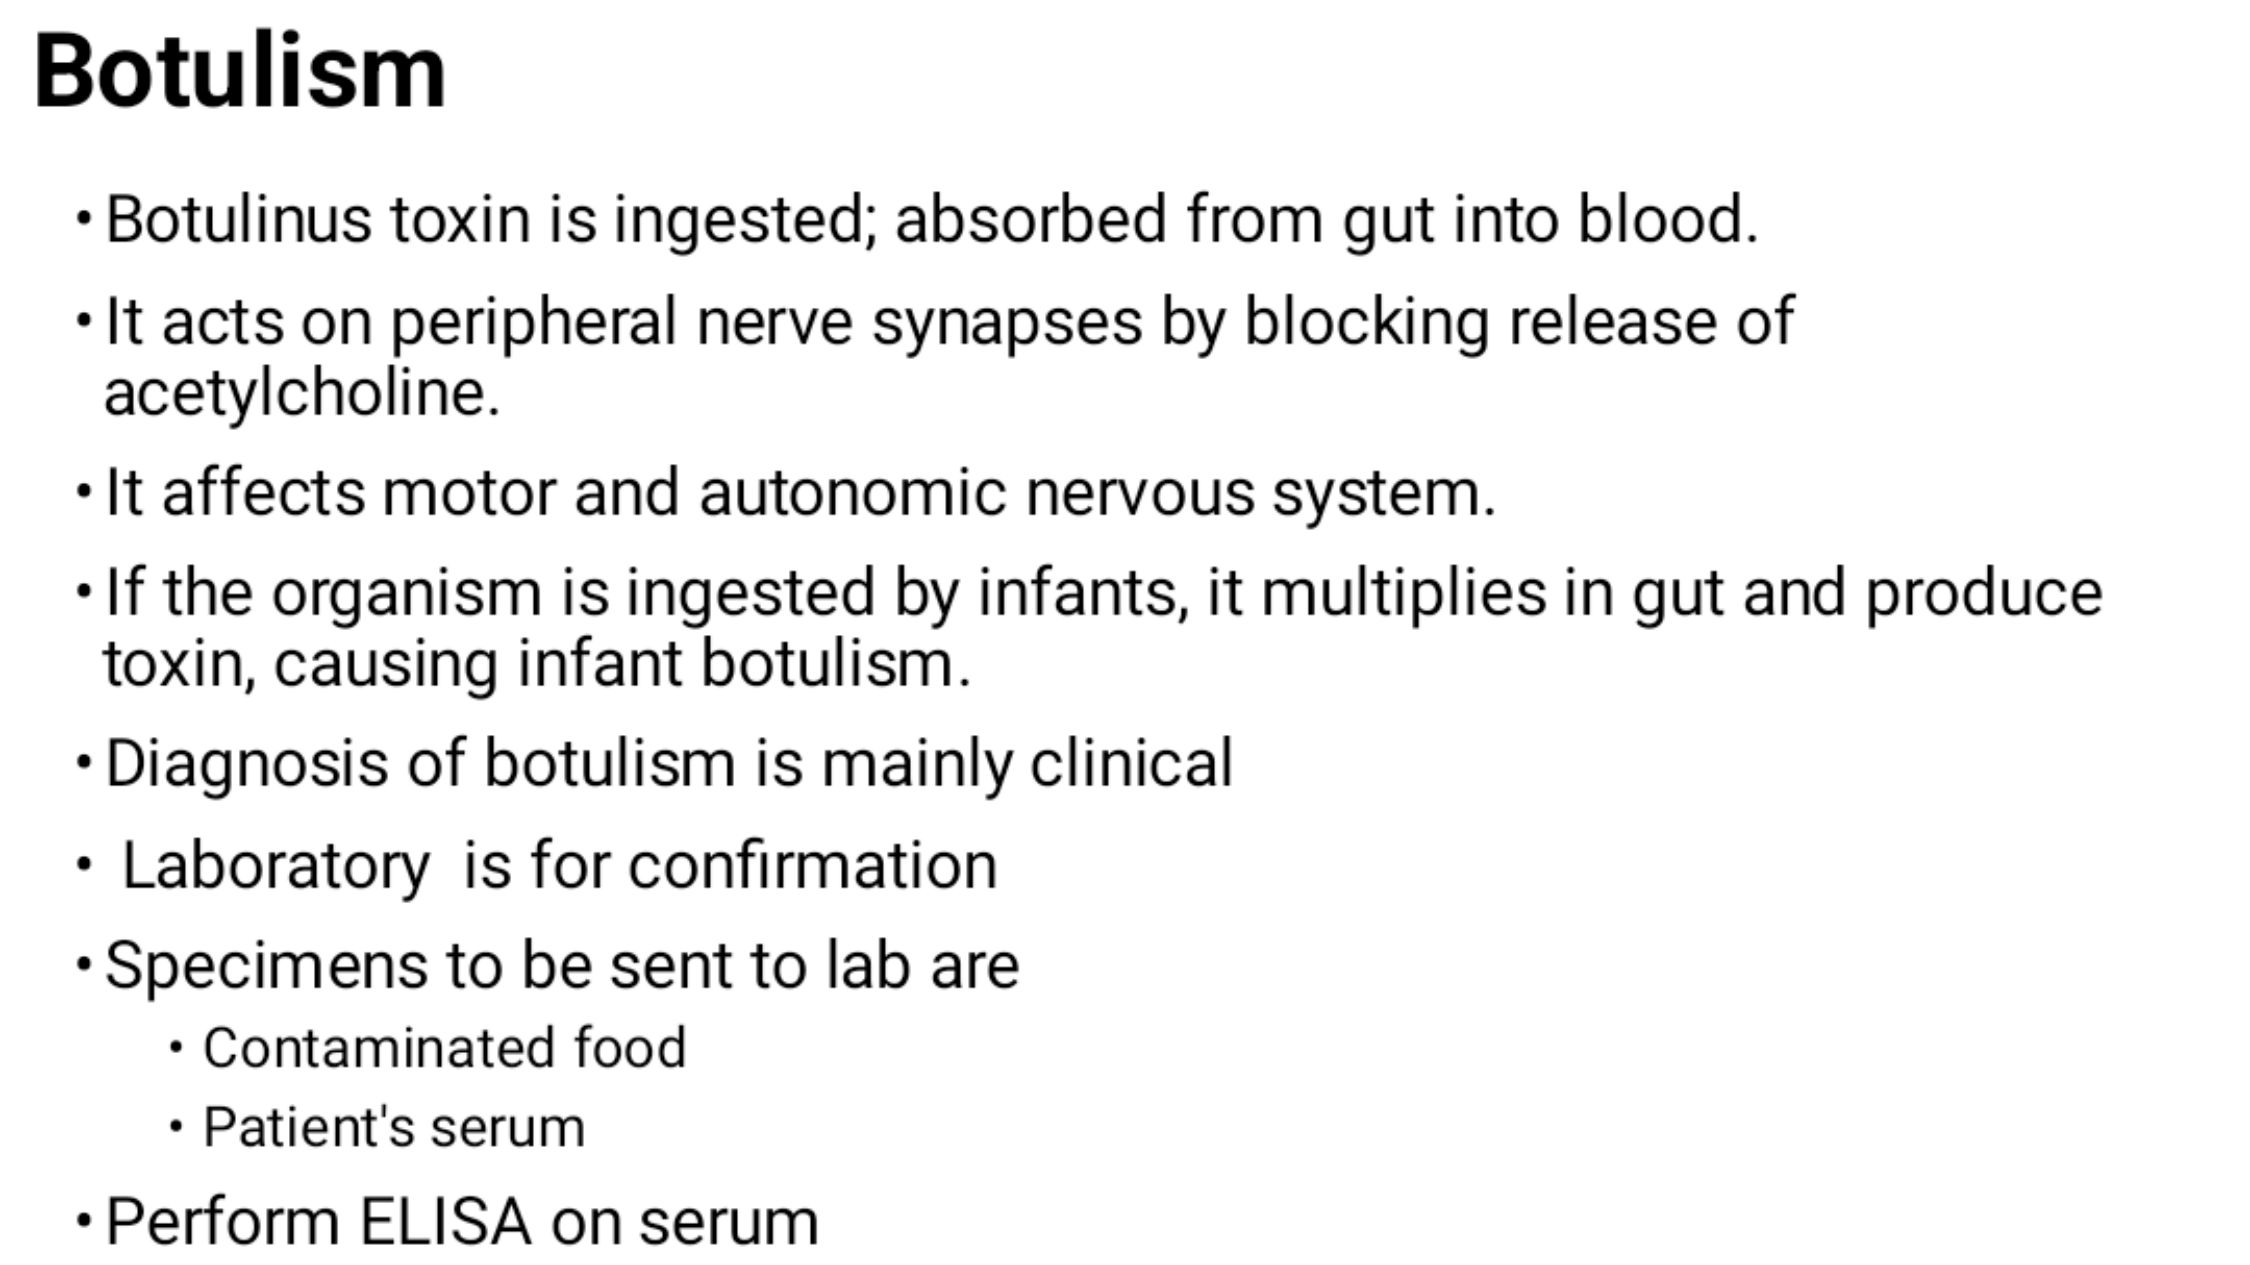 Botulism
• Botulinus toxin is ingested; absorbed from gut into blood.
• It acts on peripheral nerve synapses by blocking release of
acetylcholine.
• It affects motor and autonomic nervous system.
• If the organism is ingested by infants, it multiplies in gut and produce
toxin, causing infant botulism.
• Diagnosis of botulism is mainly clinical
• Laboratory is for confirmation
• Specimens to be sent to lab are
• Contaminated food
• Patient's serum
• Perform ELISA on serum